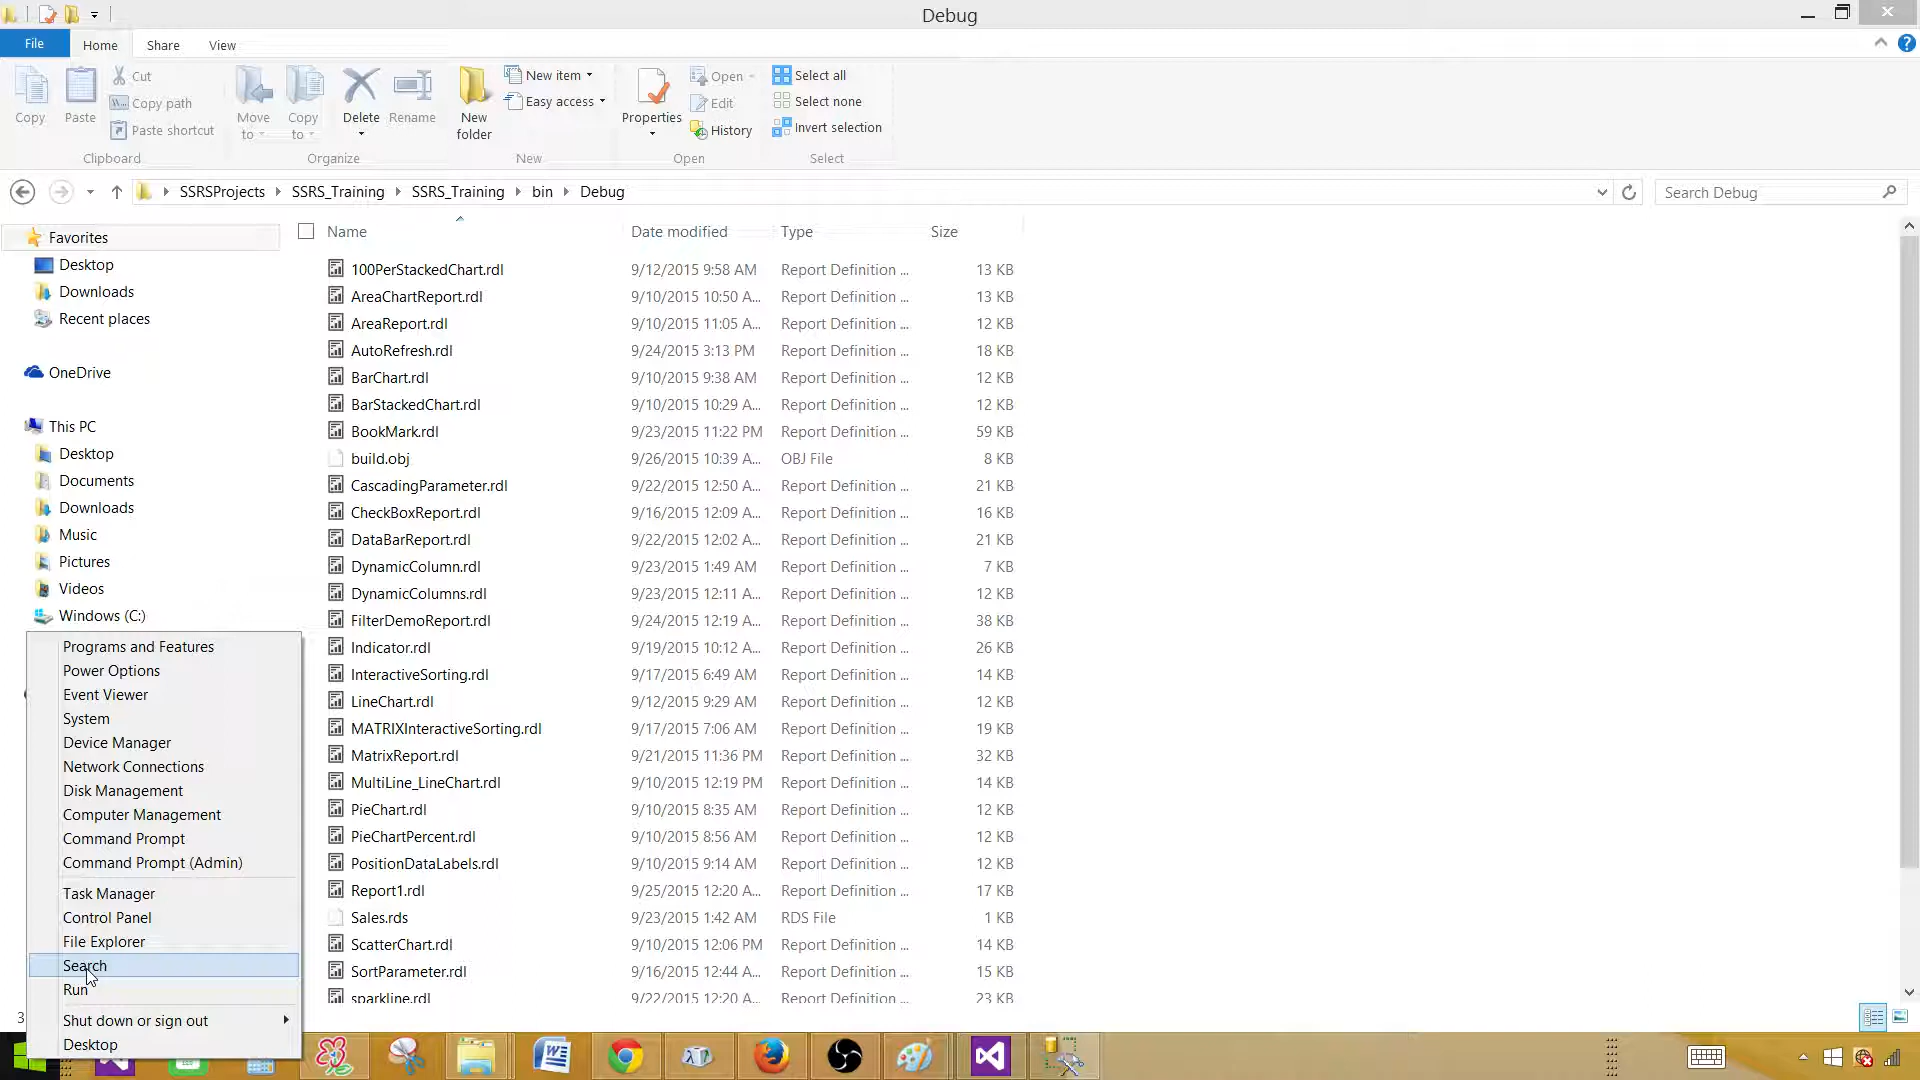 Debug
File Home Share View
Copy
Paste
Cut
Copy path
Paste shortcut
Clipboard
Move to
Copy to
Delete
Rename
Organize
New folder
New item
Easy access
New
Properties
Open
Edit
History
Open
Select all
Select none
Invert selection
Select
SSRSProjects SSRS_Training SSRS_Training bin Debug
Search Debug
Favorites
Desktop
Downloads
Recent places
OneDrive
This PC
Desktop
Documents
Downloads
Music
Pictures
Videos
Windows (C:)
Name Date modified Type Size
100PerStackedChart.rdl 9/12/2015 9:58 AM Report Definition ... 13 KB
AreaChartReport.rdl 9/10/2015 10:50 A... Report Definition ... 13 KB
AreaReport.rdl 9/10/2015 11:05 A... Report Definition ... 12 KB
AutoRefresh.rdl 9/24/2015 3:13 PM Report Definition ... 18 KB
BarChart.rdl 9/10/2015 9:38 AM Report Definition ... 12 KB
BarStackedChart.rdl 9/10/2015 10:29 A... Report Definition ... 12 KB
BookMark.rdl 9/23/2015 11:22 PM Report Definition ... 59 KB
build.obj 9/26/2015 10:39 A... OBJ File 8 KB
CascadingParameter.rdl 9/22/2015 12:50 A... Report Definition ... 21 KB
CheckBoxReport.rdl 9/16/2015 12:09 A... Report Definition ... 16 KB
DataBarReport.rdl 9/22/2015 12:02 A... Report Definition ... 21 KB
DynamicColumn.rdl 9/23/2015 1:49 AM Report Definition ... 7 KB
DynamicColumns.rdl 9/23/2015 12:11 A... Report Definition ... 12 KB
FilterDemoReport.rdl 9/24/2015 12:19 A... Report Definition ... 38 KB
Indicator.rdl 9/19/2015 10:12 A... Report Definition ... 26 KB
InteractiveSorting.rdl 9/17/2015 6:49 AM Report Definition ... 14 KB
LineChart.rdl 9/12/2015 9:29 AM Report Definition ... 12 KB
MATRIXInteractiveSorting.rdl 9/17/2015 7:06 AM Report Definition ... 19 KB
MatrixReport.rdl 9/21/2015 11:36 PM Report Definition ... 32 KB
MultiLine_LineChart.rdl 9/10/2015 12:19 PM Report Definition ... 14 KB
PieChart.rdl 9/10/2015 8:35 AM Report Definition ... 12 KB
PieChartPercent.rdl 9/10/2015 8:56 AM Report Definition ... 12 KB
PositionDataLabels.rdl 9/10/2015 9:14 AM Report Definition ... 12 KB
Report1.rdl 9/25/2015 12:20 A... Report Definition ... 17 KB
Sales.rds 9/23/2015 1:42 AM RDS File 1 KB
ScatterChart.rdl 9/10/2015 12:06 PM Report Definition ... 14 KB
SortParameter.rdl 9/16/2015 12:44 A... Report Definition ... 15 KB
sparkline.rdl 9/22/2015 12:20 A... Report Definition ... 23 KB
3
Programs and Features
Power Options
Event Viewer
System
Device Manager
Network Connections
Disk Management
Computer Management
Command Prompt
Command Prompt (Admin)
Task Manager
Control Panel
File Explorer
Search
Run
Shut down or sign out
Desktop